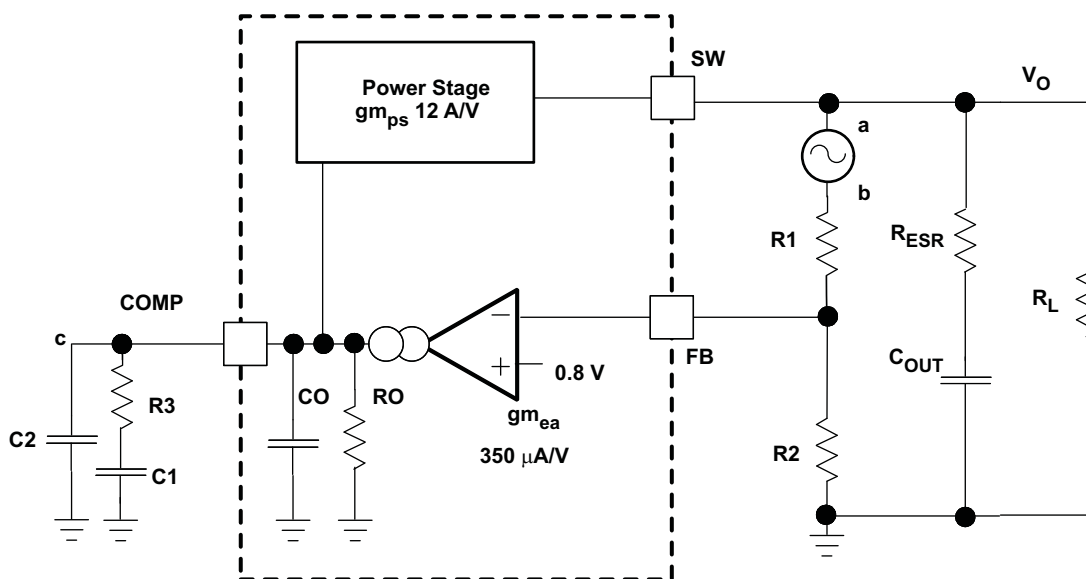 Power Stage
gm_ps 12 A/V
SW
V_O
a
b
R1
R_ESR
R_L
COMP
c
R3
C2
C1
CO
RO
−
+
0.8 V
gm_ea
350 μA/V
FB
C_OUT
R2